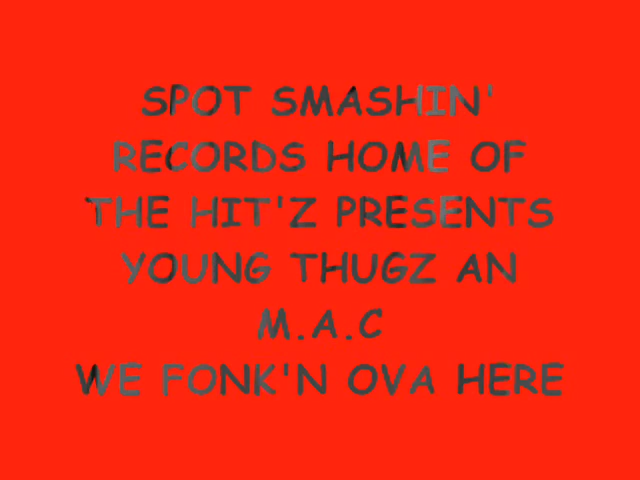 SPOT SMASHIN'
RECORDS HOME OF
THE HIT'Z PRESENTS
YOUNG THUGZ AN
M.A.C
WE FONK'N OVA HERE